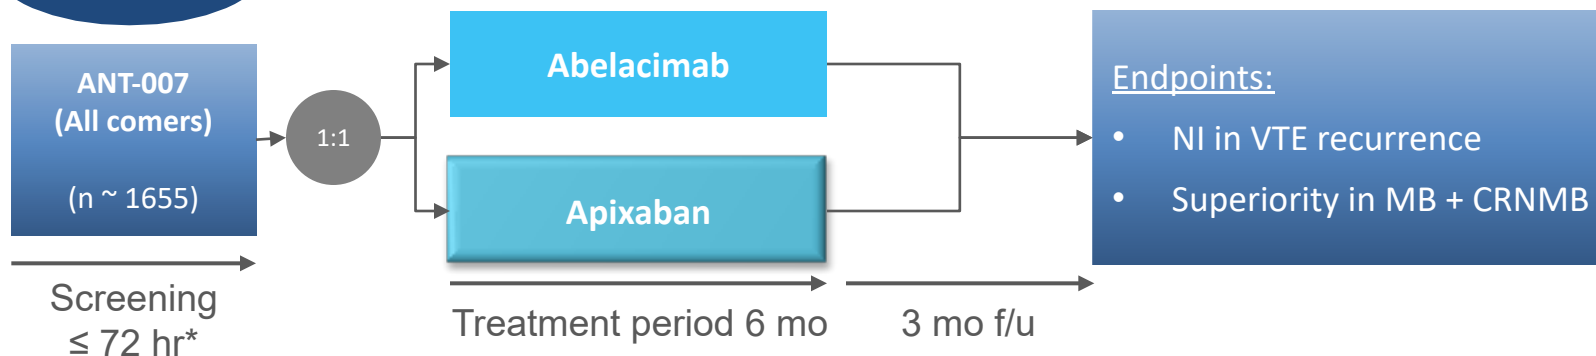 ANT-007
(All comers)
(n ~ 1655)
1:1
Abelacimab
Apixaban
Endpoints:
• NI in VTE recurrence
• Superiority in MB + CRNMB
Screening
≤ 72 hr*
Treatment period 6 mo
3 mo f/u